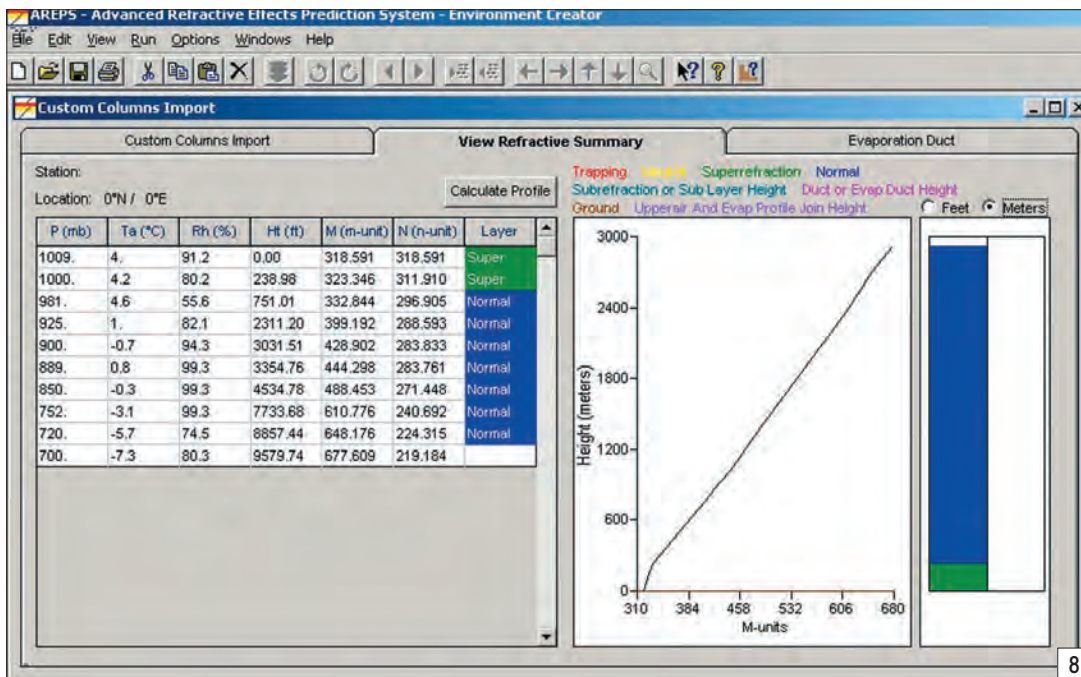 AREPS - Advanced Refractive Effects Prediction System - Environment Creator
File Edit View Run Options Windows Help
Custom Columns Import
Custom Columns Import View Refractive Summary Evaporation Duct
Station:
Location: 0°N / 0°E
Calculate Profile
Trapping Superrefraction Normal
Subrefraction or Sub Layer Height Duct or Evap Duct Height
Ground Upperair And Evap Profile Join Height
Feet Meters
P (mb) Ta (°C) Rh (%) Ht (ft) M (m-unit) N (n-unit) Layer
1009. 4. 91.2 0.00 318.591 318.591 Super
1000. 4.2 80.2 238.98 323.346 311.910 Super
981. 4.6 55.6 751.01 332.844 296.905 Normal
925. 1. 82.1 2311.20 399.192 288.593 Normal
900. -0.7 94.3 3031.51 428.902 283.833 Normal
889. 0.8 99.3 3354.76 444.298 283.761 Normal
850. -0.3 99.3 4534.78 488.453 271.448 Normal
752. -3.1 99.3 7733.68 610.776 240.692 Normal
720. -5.7 74.5 8857.44 648.176 224.315 Normal
700. -7.3 80.3 9579.74 677.609 219.184
Height (meters)
3000
2400
1800
1200
600
0
310 384 458 532 606 680
M-units
8